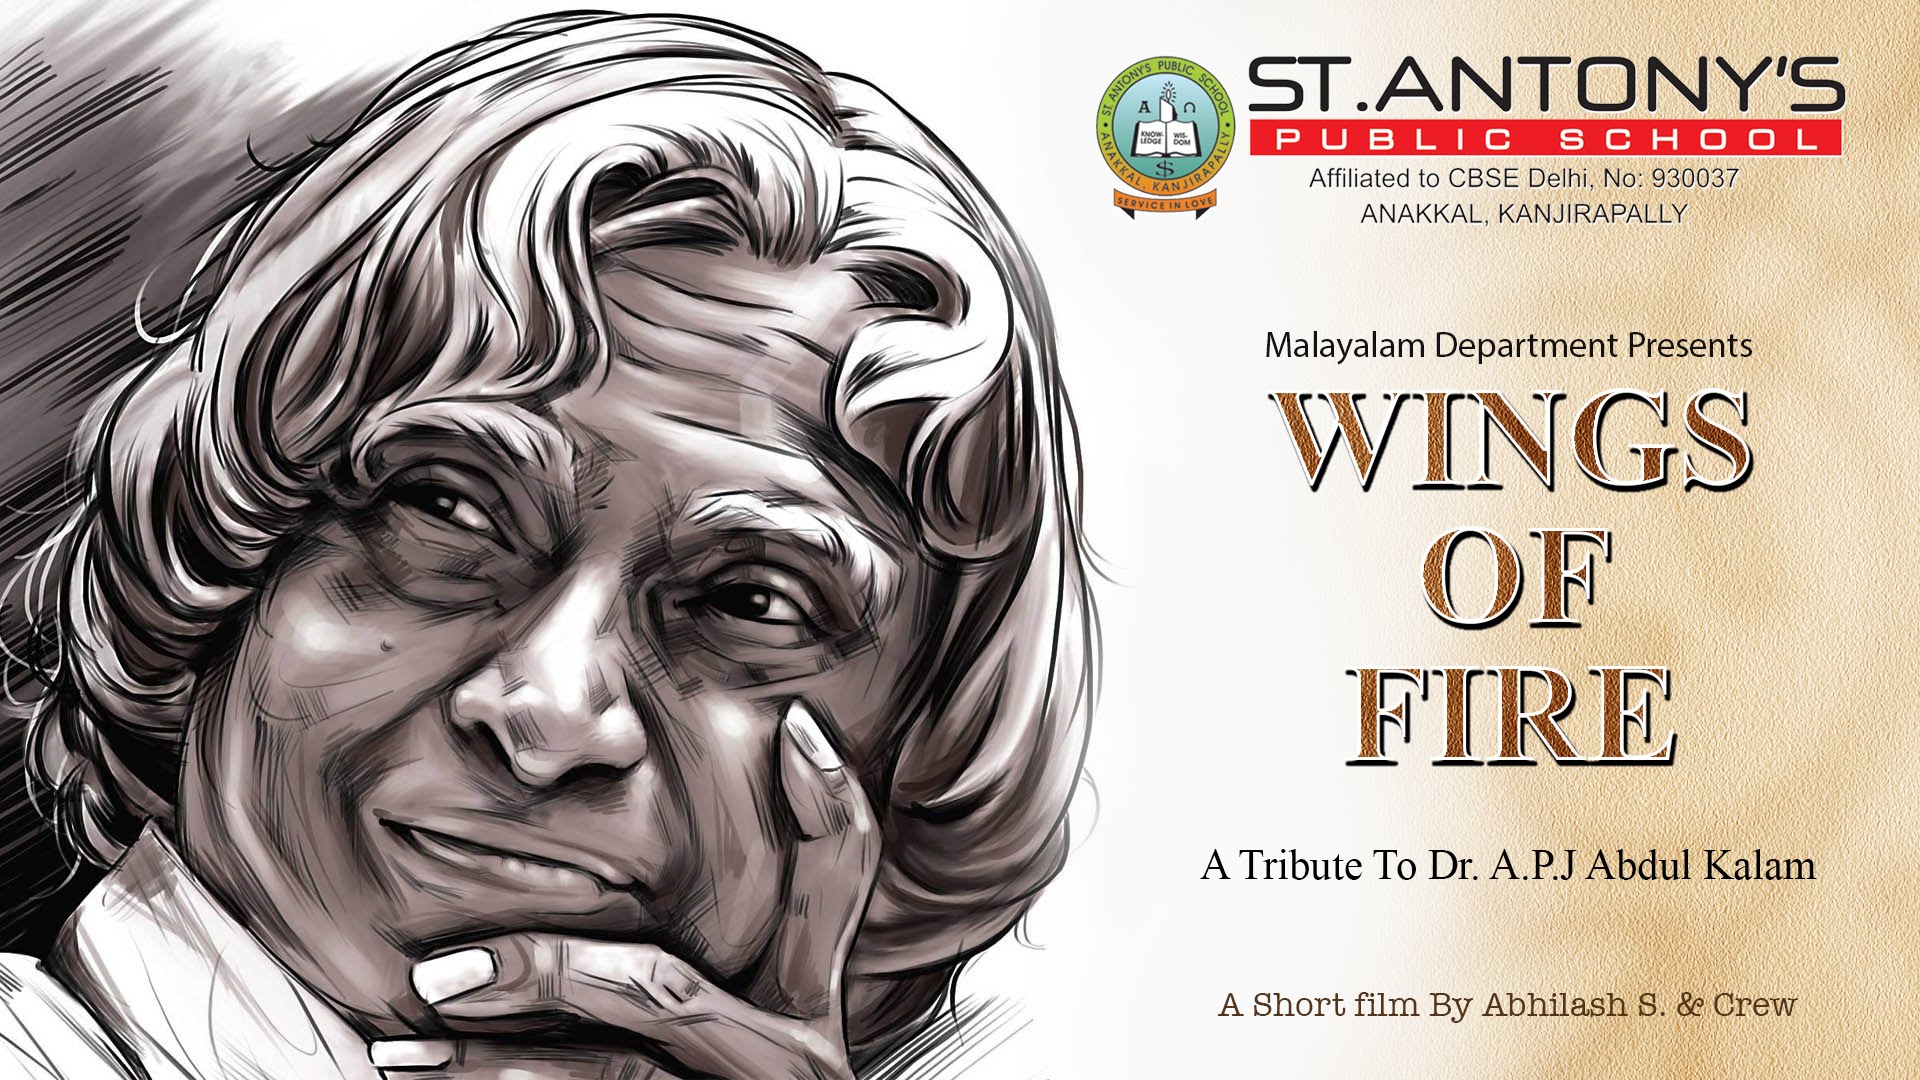 ST. ANTONY'S PUBLIC SCHOOL
A Ω
KNOW-
LEDGE
WIS-
DOM
ANAKKAL, KANJIRAPALLY
SERVICE IN LOVE
ST.ANTONY'S
PUBLIC SCHOOL
Affiliated to CBSE Delhi, No: 930037
ANAKKAL, KANJIRAPALLY
Malayalam Department Presents
WINGS
OF
FIRE
A Tribute To Dr. A.P.J Abdul Kalam
A Short film By Abhilash S. & Crew